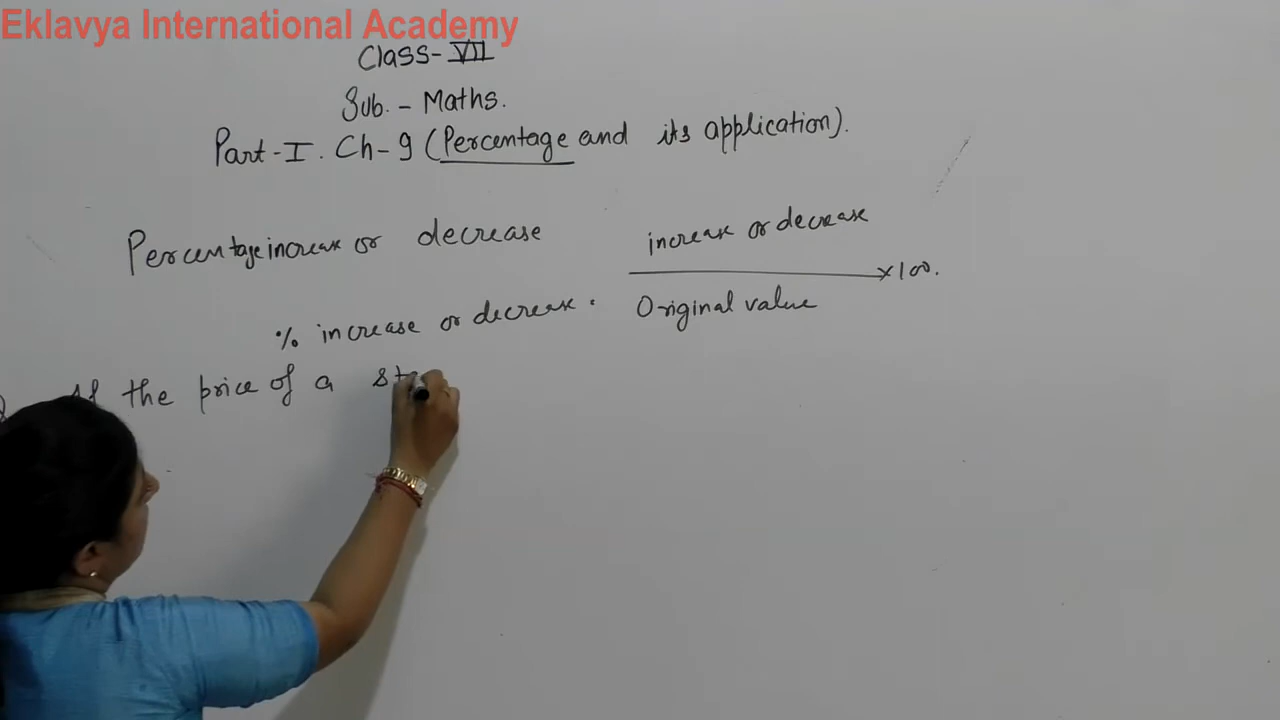 Eklavya International Academy
Class-VII
Sub. - Maths.
Part-I. Ch-9 (Percentage and its application).
Percentage increase or decrease
increase or decrease
×100.
% increase or decrease =
Original value
If the price of a